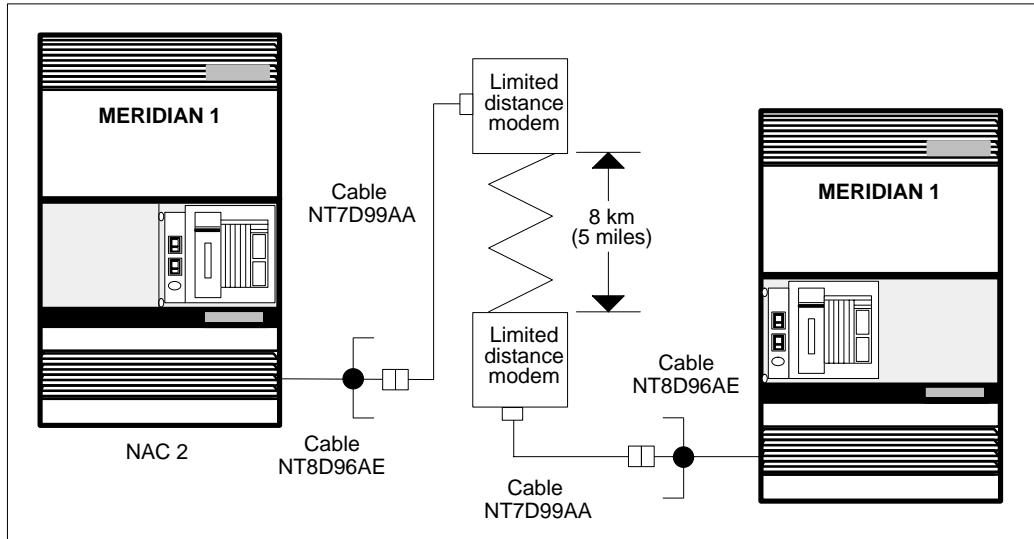 MERIDIAN 1
NAC 2
Cable
NT8D96AE
Cable
NT7D99AA
Limited
distance
modem
8 km
(5 miles)
Limited
distance
modem
Cable
NT7D99AA
Cable
NT8D96AE
MERIDIAN 1